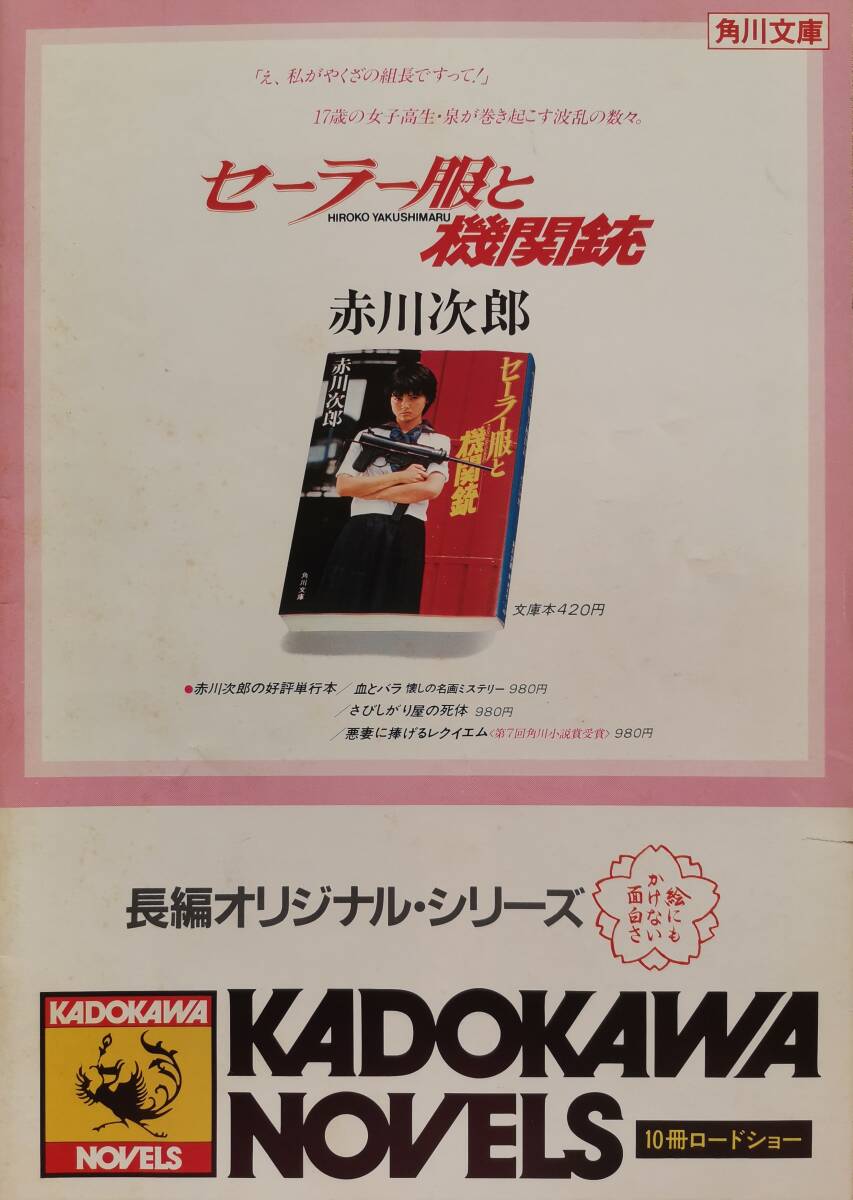 角川文庫
「え、私がやくざの組長ですって!」
17歳の女子高生・泉が巻き起こす波乱の数々。
セーラー服と
HIROKO YAKUSHIMARU
機関銃
赤川次郎
赤川次郎
セーラー服と
機関銃
角川文庫
文庫本420円
●赤川次郎の好評単行本/血とバラ 懐しの名画ミステリー 980円
/さびしがり屋の死体 980円
/悪妻に捧げるレクイエム〈第7回角川小説賞受賞〉980円
長編オリジナル・シリーズ
絵にも
かけない
面白さ
KADOKAWA
NOVELS
KADOKAWA
NOVELS
10冊ロードショー